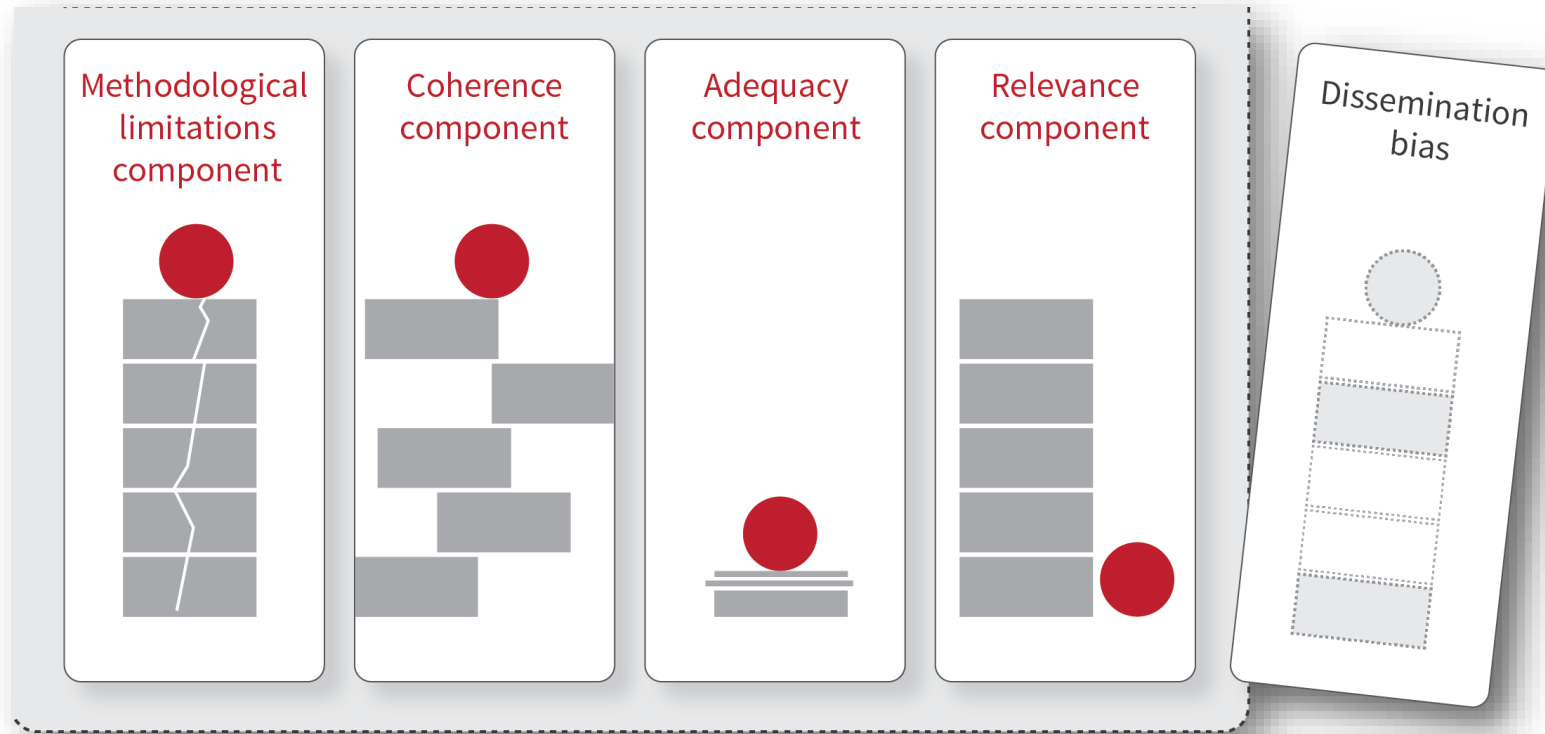 Methodological
limitations
component
Coherence
component
Adequacy
component
Relevance
component
Dissemination
bias